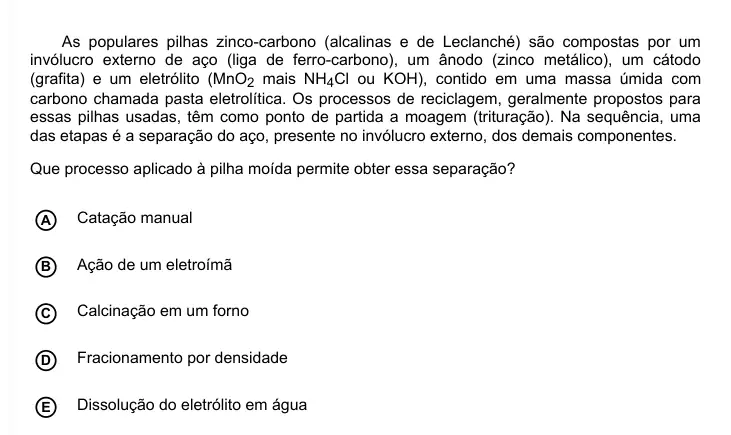 As populares pilhas zinco-carbono (alcalinas e de Leclanché) são compostas por um
invólucro externo de aço (liga de ferro-carbono), um ânodo (zinco metálico), um cátodo
(grafita) e um eletrólito (MnO2 mais NH4Cl ou KOH), contido em uma massa úmida com
carbono chamada pasta eletrolítica. Os processos de reciclagem, geralmente propostos para
essas pilhas usadas, têm como ponto de partida a moagem (trituração). Na sequência, uma
das etapas é a separação do aço, presente no invólucro externo, dos demais componentes.
Que processo aplicado à pilha moída permite obter essa separação?
A Catação manual
B Ação de um eletroímã
C Calcinação em um forno
D Fracionamento por densidade
E Dissolução do eletrólito em água